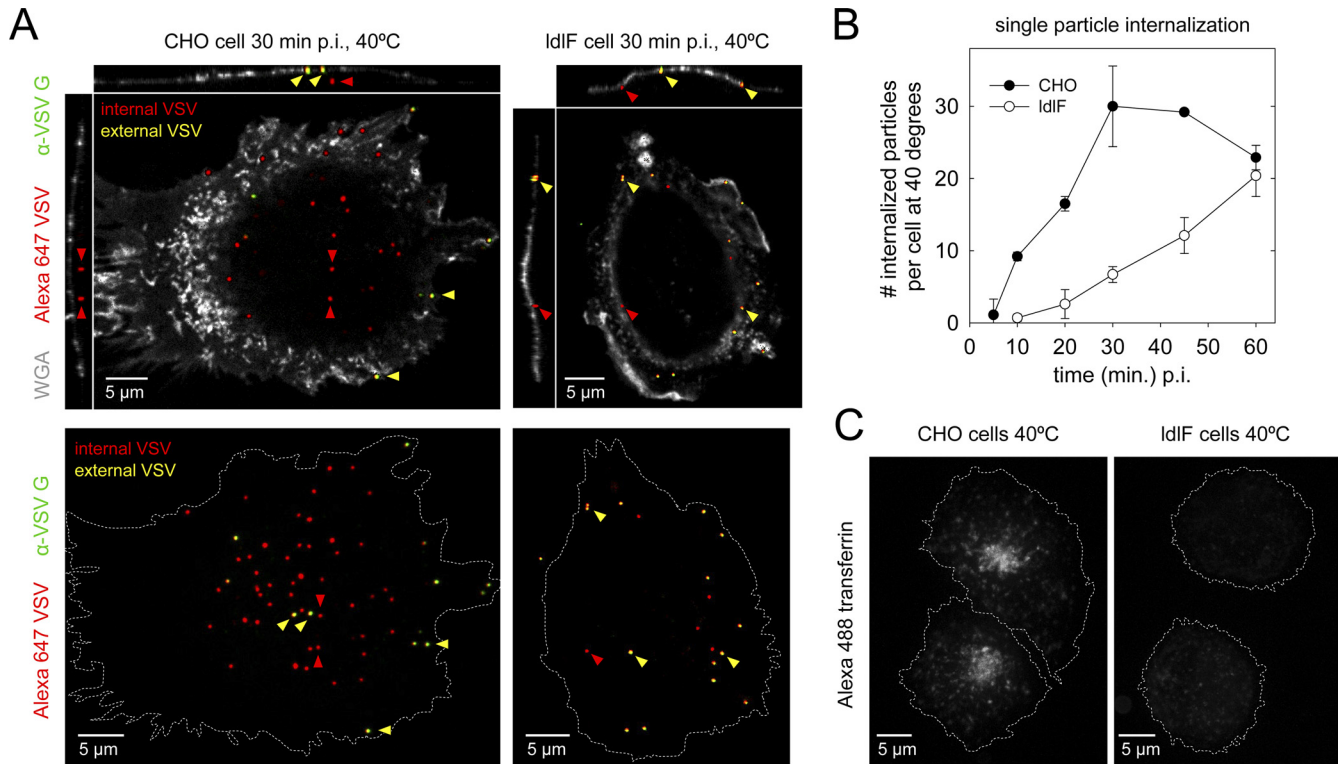 A
CHO cell 30 min p.i., 40ºC
ldlF cell 30 min p.i., 40ºC
α-VSV G
Alexa 647 VSV
WGA
internal VSV
external VSV
5 µm
5 µm
α-VSV G
Alexa 647 VSV
internal VSV
external VSV
5 µm
5 µm
B
single particle internalization
# internalized particles
per cell at 40 degrees
30
20
10
0
CHO
ldlF
0 10 20 30 40 50 60
time (min.) p.i.
C
CHO cells 40ºC
ldlF cells 40ºC
Alexa 488 transferrin
5 µm
5 µm